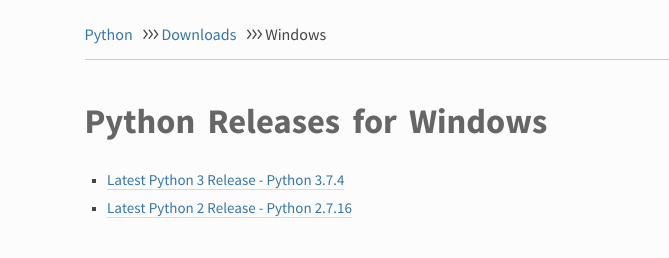 Python >>> Downloads >>> Windows
Python Releases for Windows
Latest Python 3 Release - Python 3.7.4
Latest Python 2 Release - Python 2.7.16